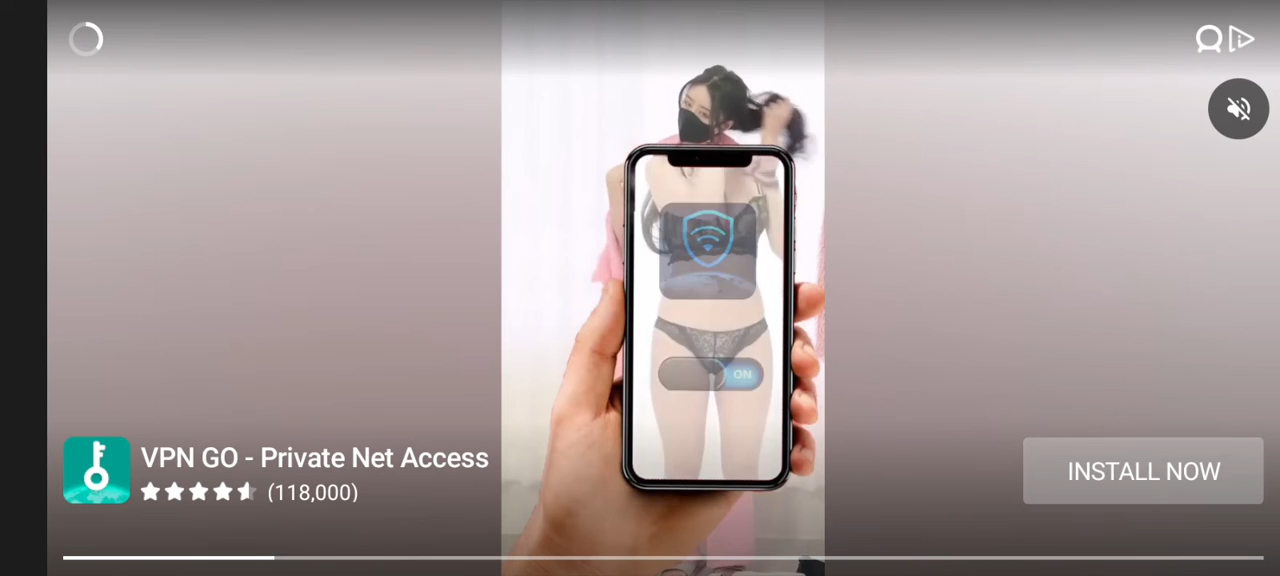 ON
VPN GO - Private Net Access
(118,000)
INSTALL NOW